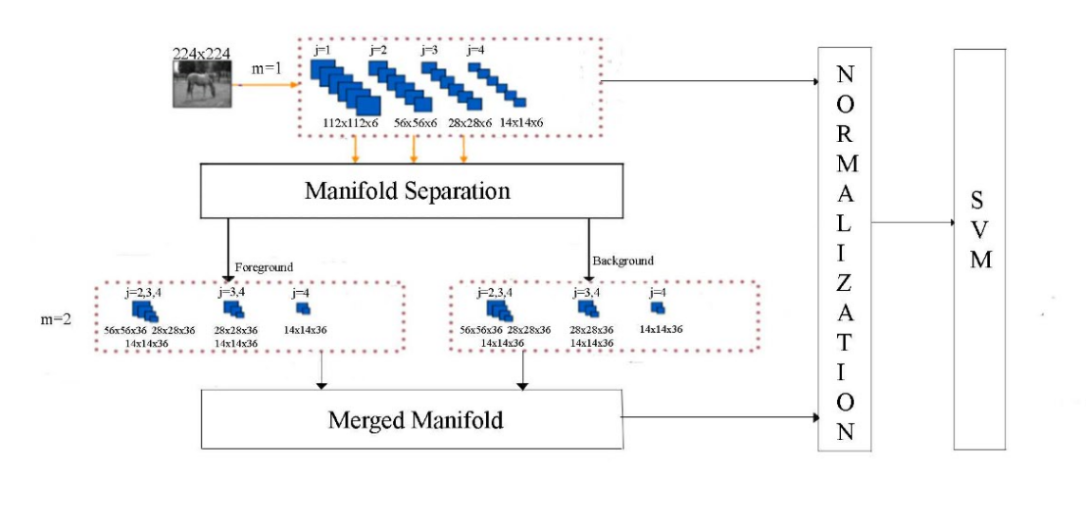 224x224
m=1
j=1 j=2 j=3 j=4
112x112x6 56x56x6 28x28x6 14x14x6
Manifold Separation
Foreground
Background
m=2
j=2,3,4 j=3,4 j=4
56x56x36 28x28x36 28x28x36 14x14x36
14x14x36 14x14x36
j=2,3,4 j=3,4 j=4
56x56x36 28x28x36 28x28x36 14x14x36
14x14x36 14x14x36
Merged Manifold
NORMALIZATION
SVM